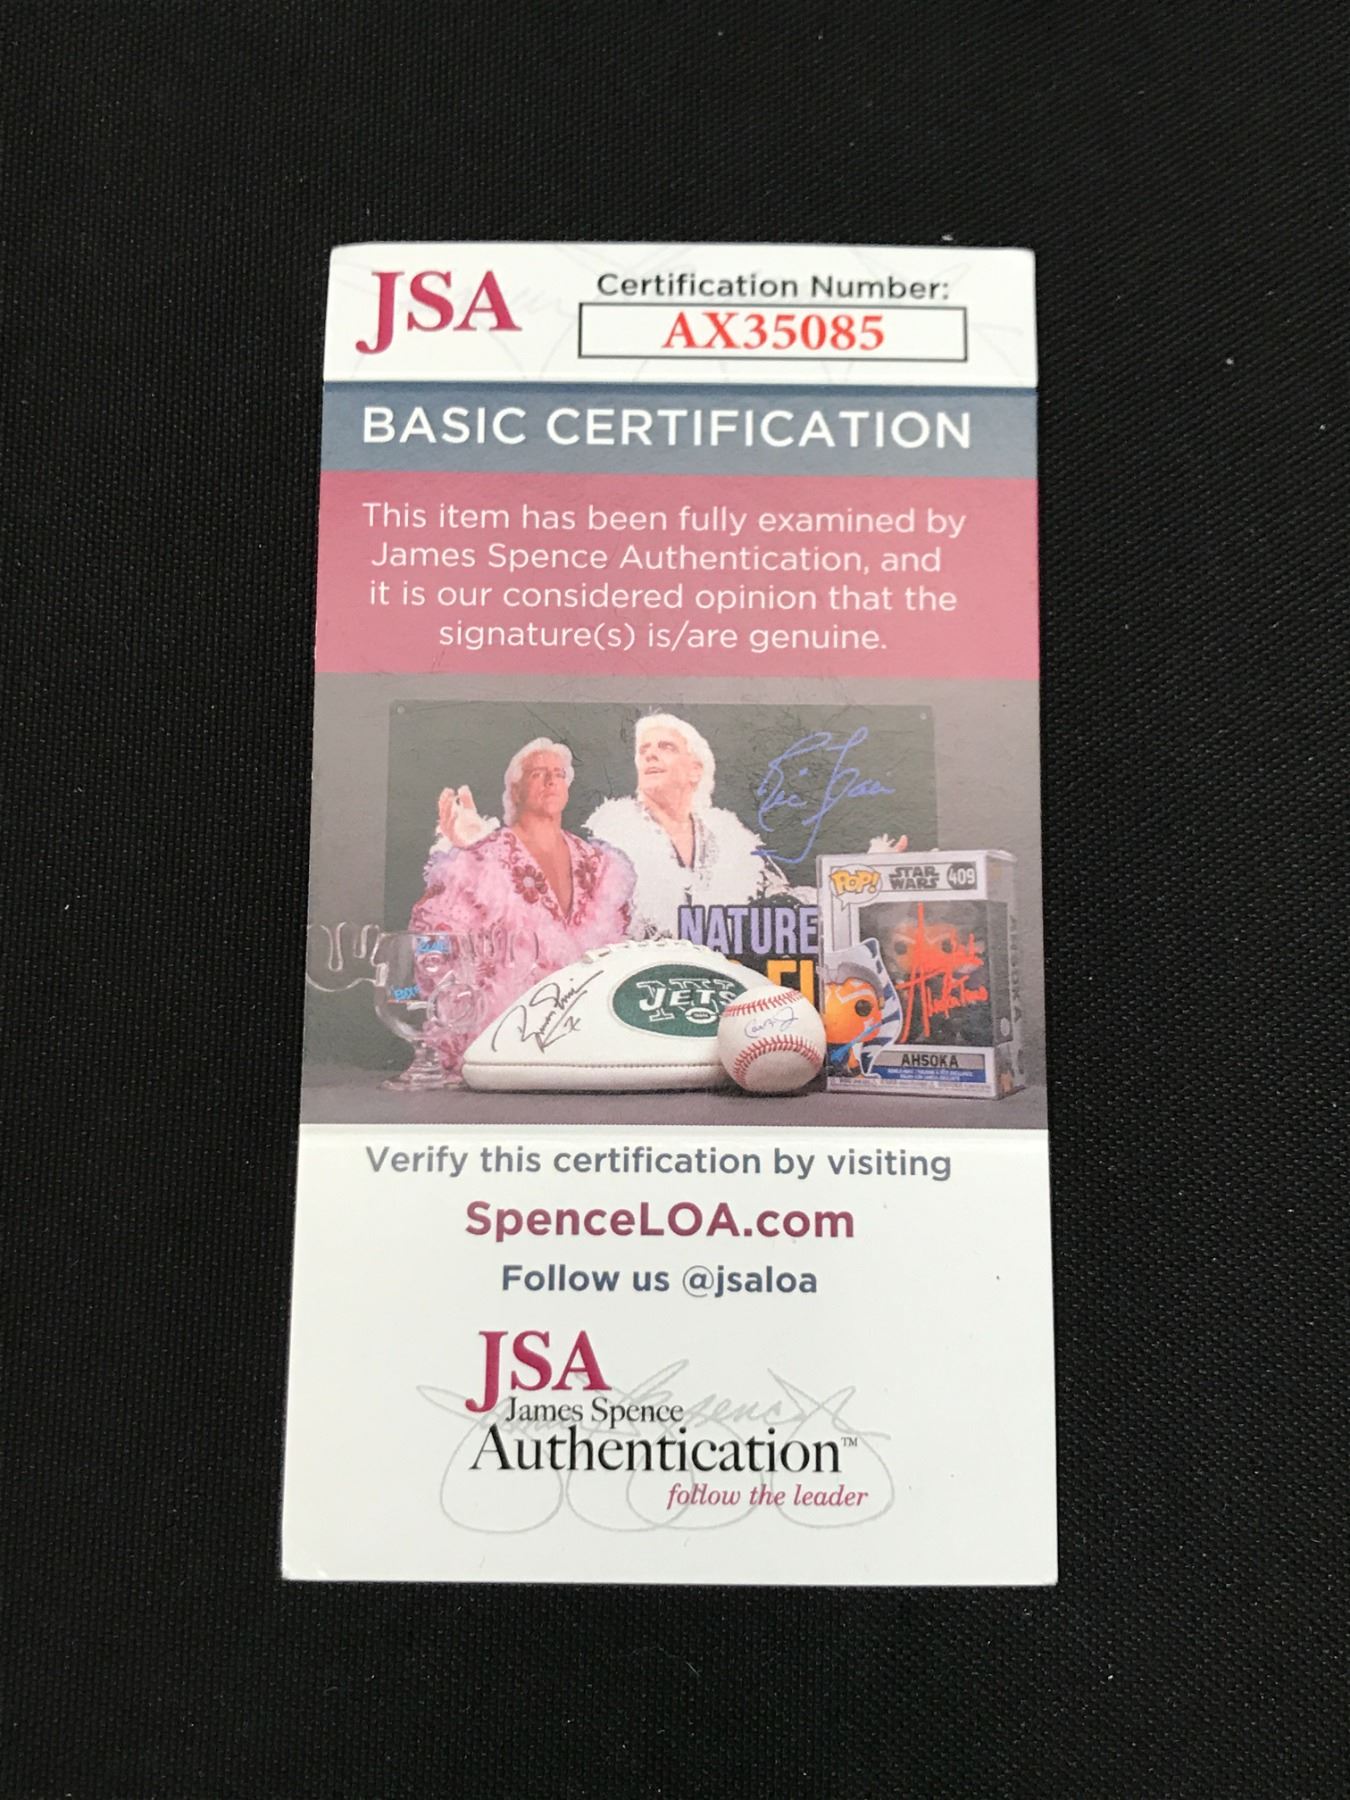 JSA
Certification Number:
AX35085
BASIC CERTIFICATION
This item has been fully examined by
James Spence Authentication, and
it is our considered opinion that the
signature(s) is/are genuine.
Ric Flair
NATURE
POP!
STAR
WARS
409
JETS
AHSOKA
Verify this certification by visiting
SpenceLOA.com
Follow us @jsaloa
JSA
James Spence
Authentication™
follow the leader